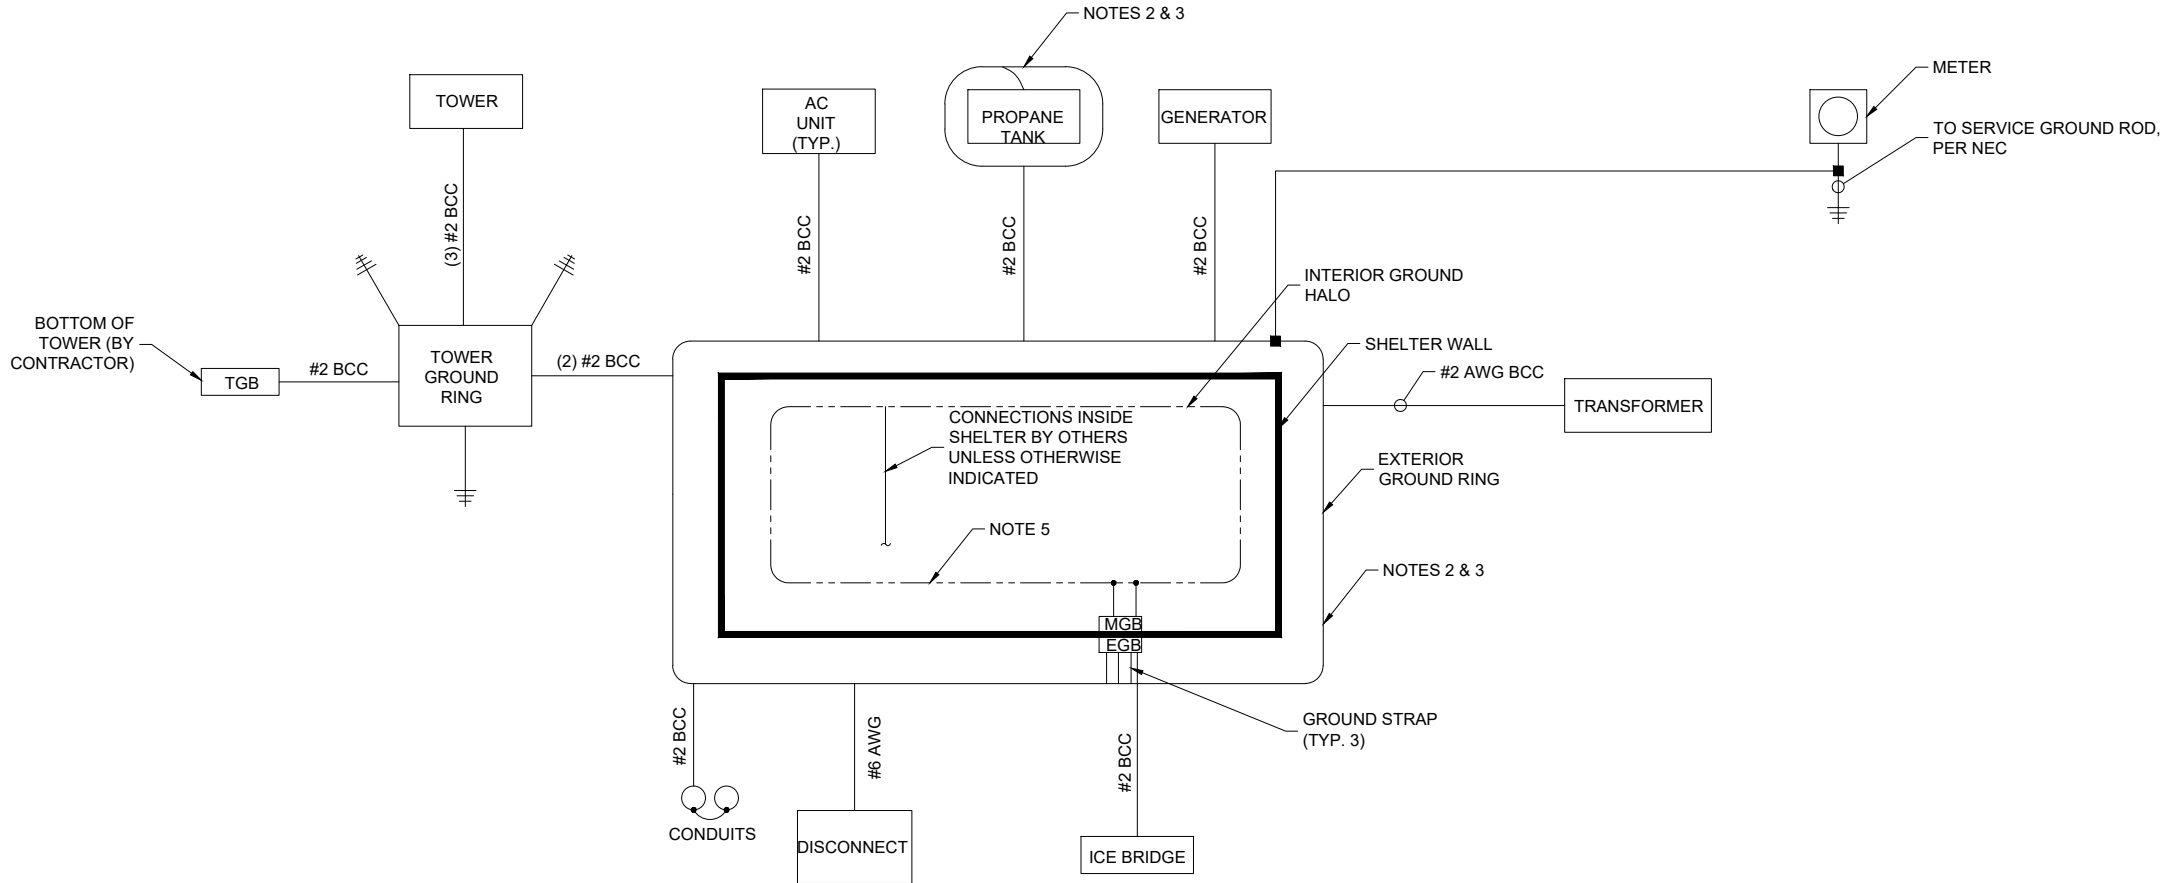 NOTES 2 & 3
METER
TOWER
AC
UNIT
(TYP.)
PROPANE
TANK
GENERATOR
TO SERVICE GROUND ROD,
PER NEC
(3) #2 BCC
#2 BCC
#2 BCC
#2 BCC
INTERIOR GROUND
HALO
BOTTOM OF
TOWER (BY
CONTRACTOR)
TGB
#2 BCC
TOWER
GROUND
RING
(2) #2 BCC
SHELTER WALL
#2 AWG BCC
TRANSFORMER
CONNECTIONS INSIDE
SHELTER BY OTHERS
UNLESS OTHERWISE
INDICATED
EXTERIOR
GROUND RING
NOTE 5
NOTES 2 & 3
MGB
EGB
GROUND STRAP
(TYP. 3)
#2 BCC
#6 AWG
#2 BCC
CONDUITS
DISCONNECT
ICE BRIDGE